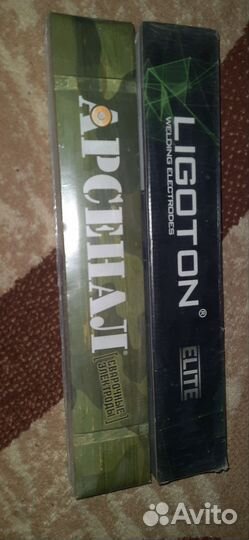 АРСЕНАЛ
СВАРОЧНЫЕ
ЭЛЕКТРОДЫ
LIGOTON®
WELDING ELECTRODES
ELITE
Avito